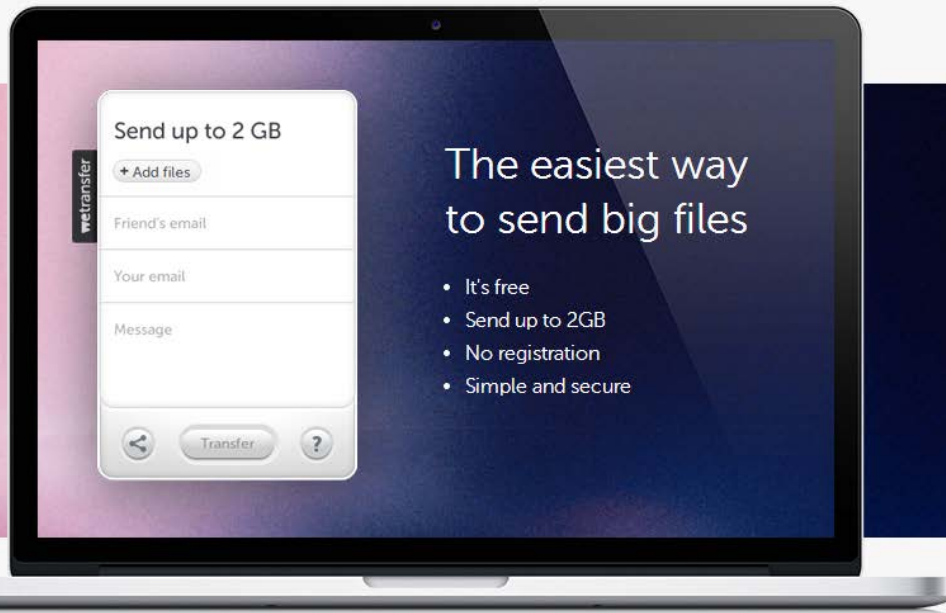 Send up to 2 GB
+ Add files
wetransfer
Friend's email
Your email
Message
Transfer
?
The easiest way
to send big files
• It's free
• Send up to 2GB
• No registration
• Simple and secure